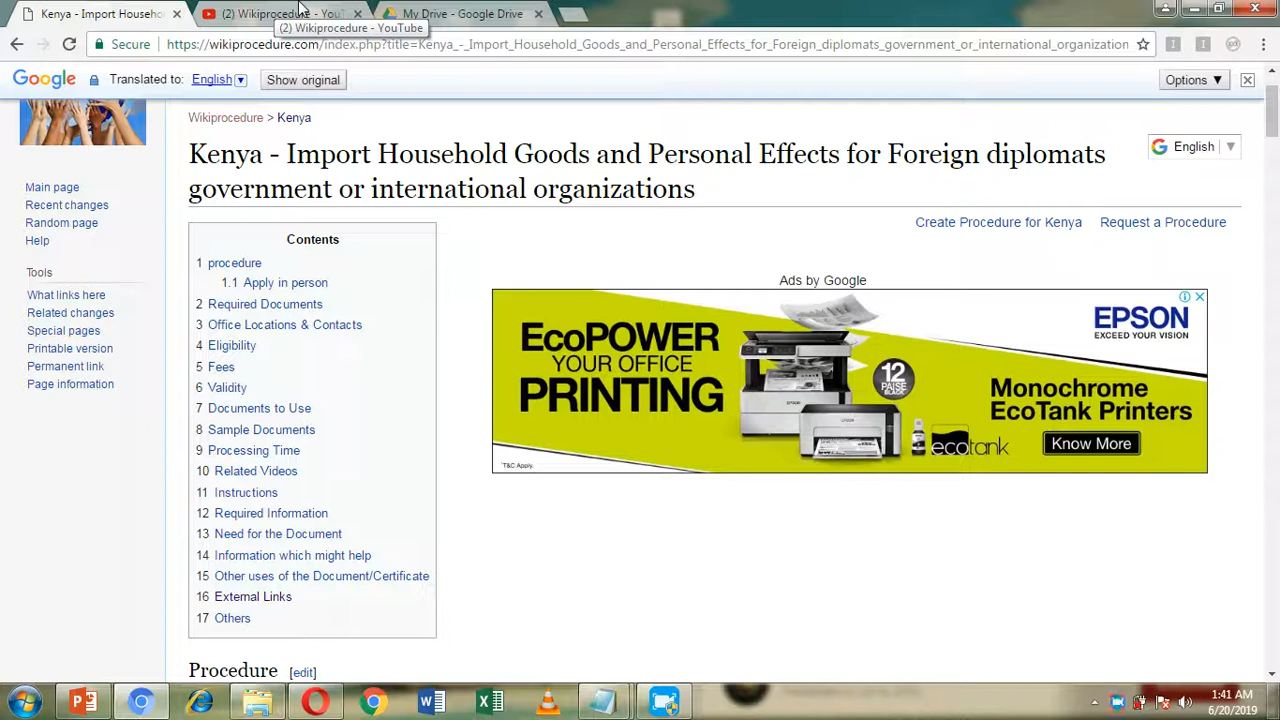 Kenya - Import Househo
(2) Wikiprocedure - YouT
My Drive - Google Drive
(2) Wikiprocedure - YouTube
Secure
https://wikiprocedure.com/index.php?title=Kenya_-_Import_Household_Goods_and_Personal_Effects_for_Foreign_diplomats_government_or_international_organization
Google
Translated to: English
Show original
Options ▼
Wikiprocedure > Kenya
Kenya - Import Household Goods and Personal Effects for Foreign diplomats
government or international organizations
English
Main page
Recent changes
Random page
Help
Tools
What links here
Related changes
Special pages
Printable version
Permanent link
Page information
Create Procedure for Kenya
Request a Procedure
Contents
1 procedure
1.1 Apply in person
2 Required Documents
3 Office Locations & Contacts
4 Eligibility
5 Fees
6 Validity
7 Documents to Use
8 Sample Documents
9 Processing Time
10 Related Videos
11 Instructions
12 Required Information
13 Need for the Document
14 Information which might help
15 Other uses of the Document/Certificate
16 External Links
17 Others
Ads by Google
EcoPOWER
YOUR OFFICE
PRINTING
12
PAISE
BLACK*
EPSON
EXCEED YOUR VISION
Monochrome
EcoTank Printers
ecotank
Know More
*T&C Apply.
Procedure [edit]
1:41 AM
6/20/2019